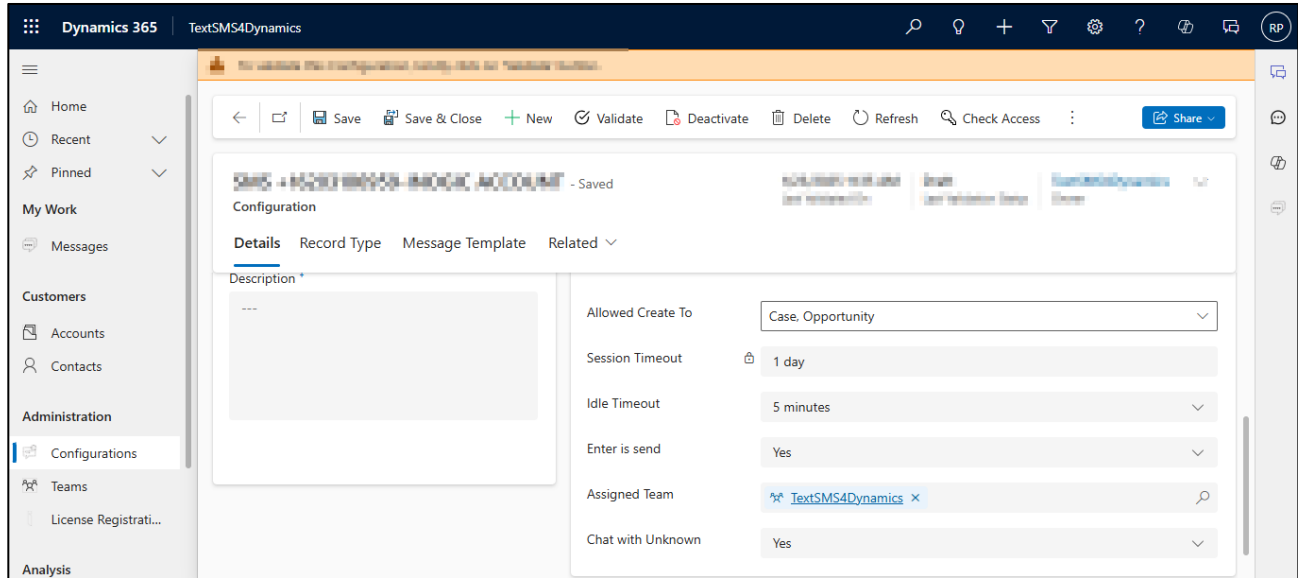 Dynamics 365 TextSMS4Dynamics RP
Home
Recent
Pinned
My Work
Messages
Customers
Accounts
Contacts
Administration
Configurations
Teams
License Registrati...
Analysis
Save Save & Close New Validate Deactivate Delete Refresh Check Access Share
- Saved
Configuration
Details Record Type Message Template Related
Description *
---
Allowed Create To Case, Opportunity
Session Timeout 1 day
Idle Timeout 5 minutes
Enter is send Yes
Assigned Team TextSMS4Dynamics
Chat with Unknown Yes